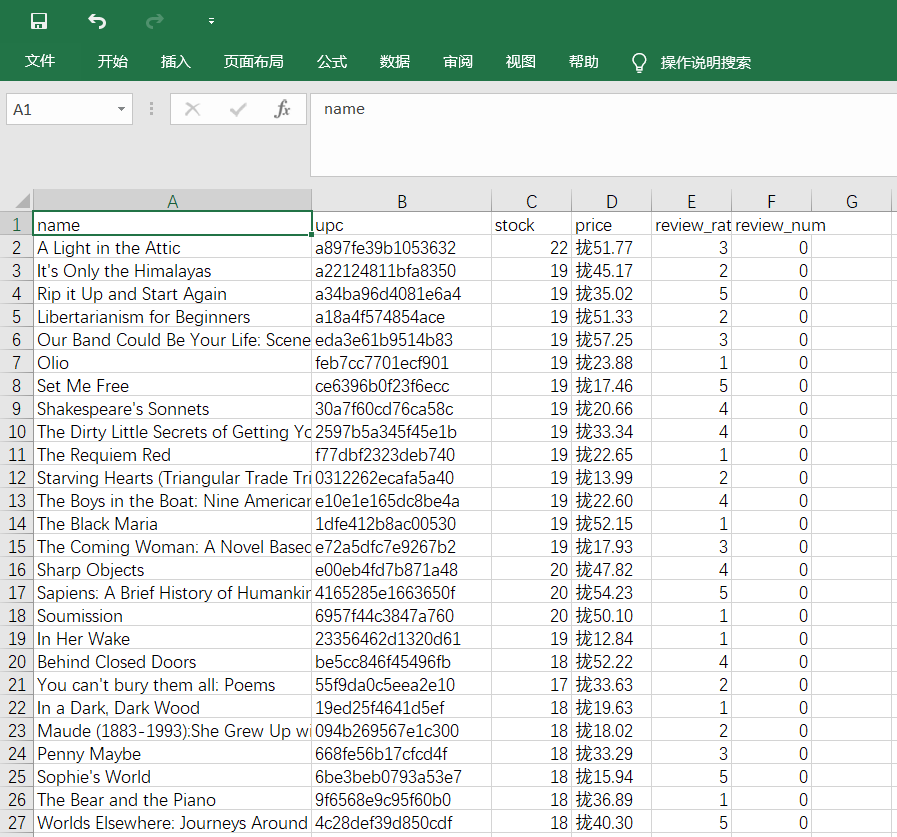 文件 开始 插入 页面布局 公式 数据 审阅 视图 帮助 操作说明搜索
A1 fx name
A B C D E F G
1 name upc stock price review_rat review_num
2 A Light in the Attic a897fe39b1053632 22 拢51.77 3 0
3 It's Only the Himalayas a22124811bfa8350 19 拢45.17 2 0
4 Rip it Up and Start Again a34ba96d4081e6a4 19 拢35.02 5 0
5 Libertarianism for Beginners a18a4f574854aced 19 拢51.33 2 0
6 Our Band Could Be Your Life: Scene eda3e61b9514b83 19 拢57.25 3 0
7 Olio feb7cc7701ecf901 19 拢23.88 1 0
8 Set Me Free ce6396b0f23f6ecc 19 拢17.46 5 0
9 Shakespeare's Sonnets 30a7f60cd76ca58c 19 拢20.66 4 0
10 The Dirty Little Secrets of Getting Yo 2597b5a345f45e1b 19 拢33.34 4 0
11 The Requiem Red f77dbf2323deb740 19 拢22.65 1 0
12 Starving Hearts (Triangular Trade Tri 0312262ecafa5a40 19 拢13.99 2 0
13 The Boys in the Boat: Nine American e10e1e165dc8be4a 19 拢22.60 4 0
14 The Black Maria 1dfe412b8ac00530 19 拢52.15 1 0
15 The Coming Woman: A Novel Based e72a5dfc7e9267b2 19 拢17.93 3 0
16 Sharp Objects e00eb4fd7b871a48 20 拢47.82 4 0
17 Sapiens: A Brief History of Humankin 4165285e1663650f 20 拢54.23 5 0
18 Soumission 6957f44c3847a760 20 拢50.10 1 0
19 In Her Wake 23356462d1320d61 19 拢12.84 1 0
20 Behind Closed Doors be5cc846f45496fb 18 拢52.22 4 0
21 You can't bury them all: Poems 55f9da0c5eea2e10 17 拢33.63 2 0
22 In a Dark, Dark Wood 19ed25f4641d5efd 18 拢19.63 1 0
23 Maude (1883-1993):She Grew Up wi 094b269567e1c300 18 拢18.02 2 0
24 Penny Maybe 668fe56b17cfcd4f 18 拢33.29 3 0
25 Sophie's World 6be3beb0793a53e7 18 拢15.94 5 0
26 The Bear and the Piano 9f6568e9c95f60b0 18 拢36.89 1 0
27 Worlds Elsewhere: Journeys Around 4c28def39d850cdf 18 拢40.30 5 0